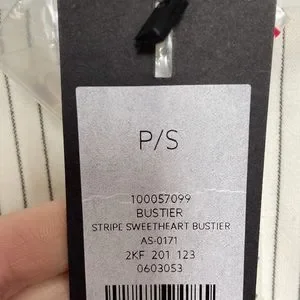 P/S
100057099
BUSTIER
STRIPE SWEETHEART BUSTIER
AS-0171
2KF 201 123
0603053